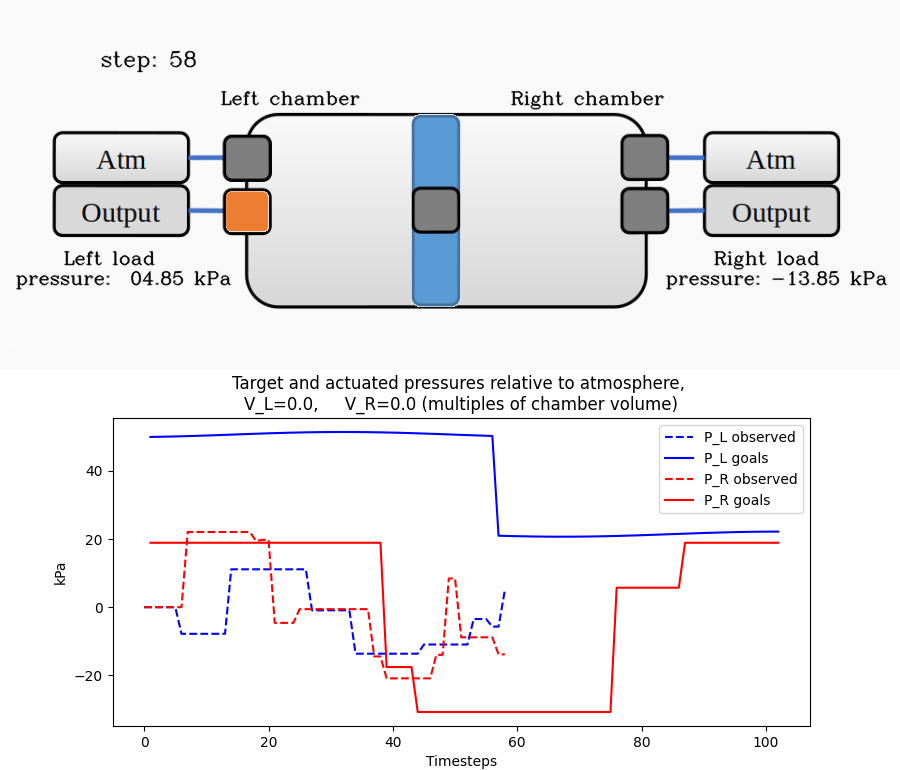 step: 58
Left chamber
Right chamber
Atm
Atm
Output
Output
Left load
pressure: 04.85 kPa
Right load
pressure: −13.85 kPa
Target and actuated pressures relative to atmosphere,
V_L=0.0, V_R=0.0 (multiples of chamber volume)
P_L observed
P_L goals
P_R observed
P_R goals
40
20
0
−20
kPa
0 20 40 60 80 100
Timesteps